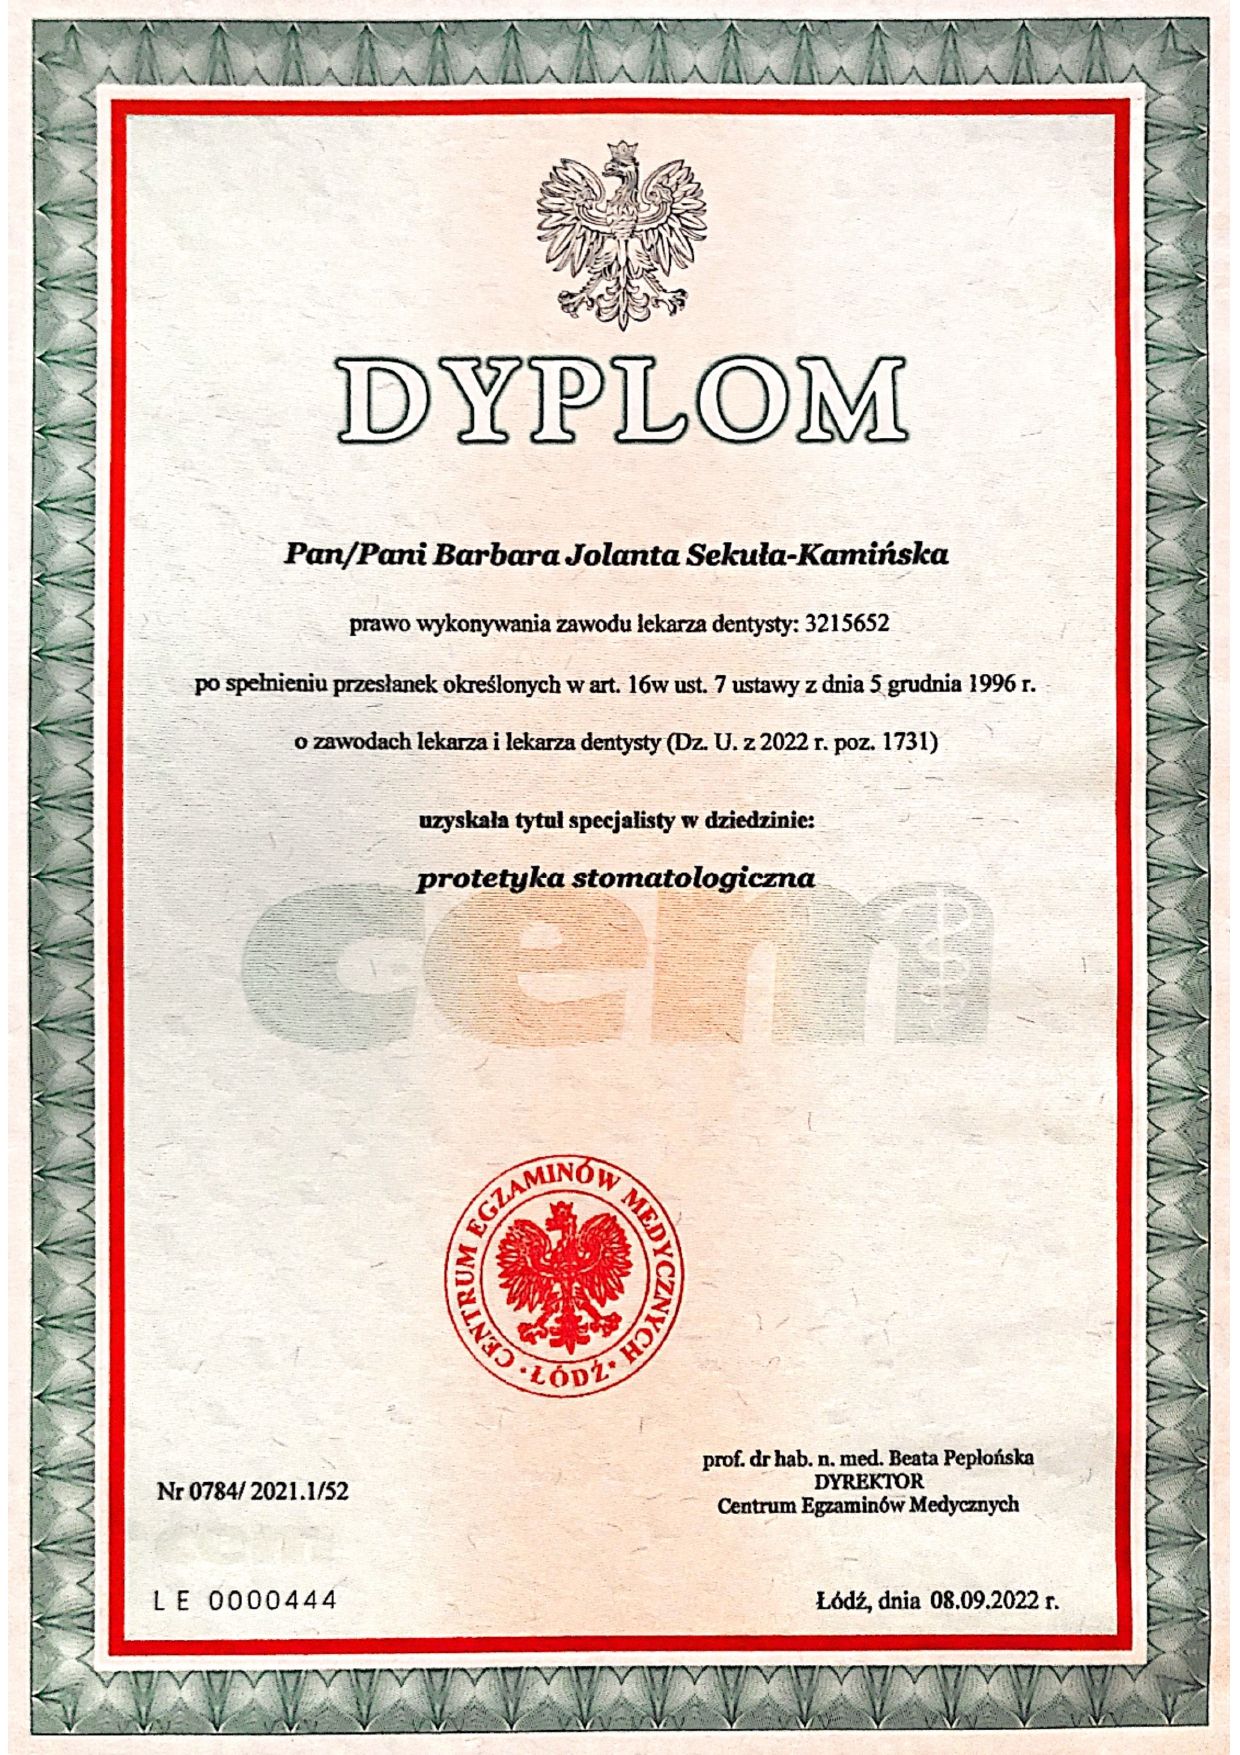 DYPLOM
Pan/Pani Barbara Jolanta Sekuła-Kamińska
prawo wykonywania zawodu lekarza dentysty: 3215652
po spełnieniu przesłanek określonych w art. 16w ust. 7 ustawy z dnia 5 grudnia 1996 r.
o zawodach lekarza i lekarza dentysty (Dz. U. z 2022 r. poz. 1731)
uzyskała tytuł specjalisty w dziedzinie:
protetyka stomatologiczna
cem
CENTRUM EGZAMINÓW MEDYCZNYCH
• ŁÓDŹ •
prof. dr hab. n. med. Beata Pepłońska
DYREKTOR
Centrum Egzaminów Medycznych
Nr 0784/ 2021.1/52
cem
LE 0000444
Łódź, dnia 08.09.2022 r.